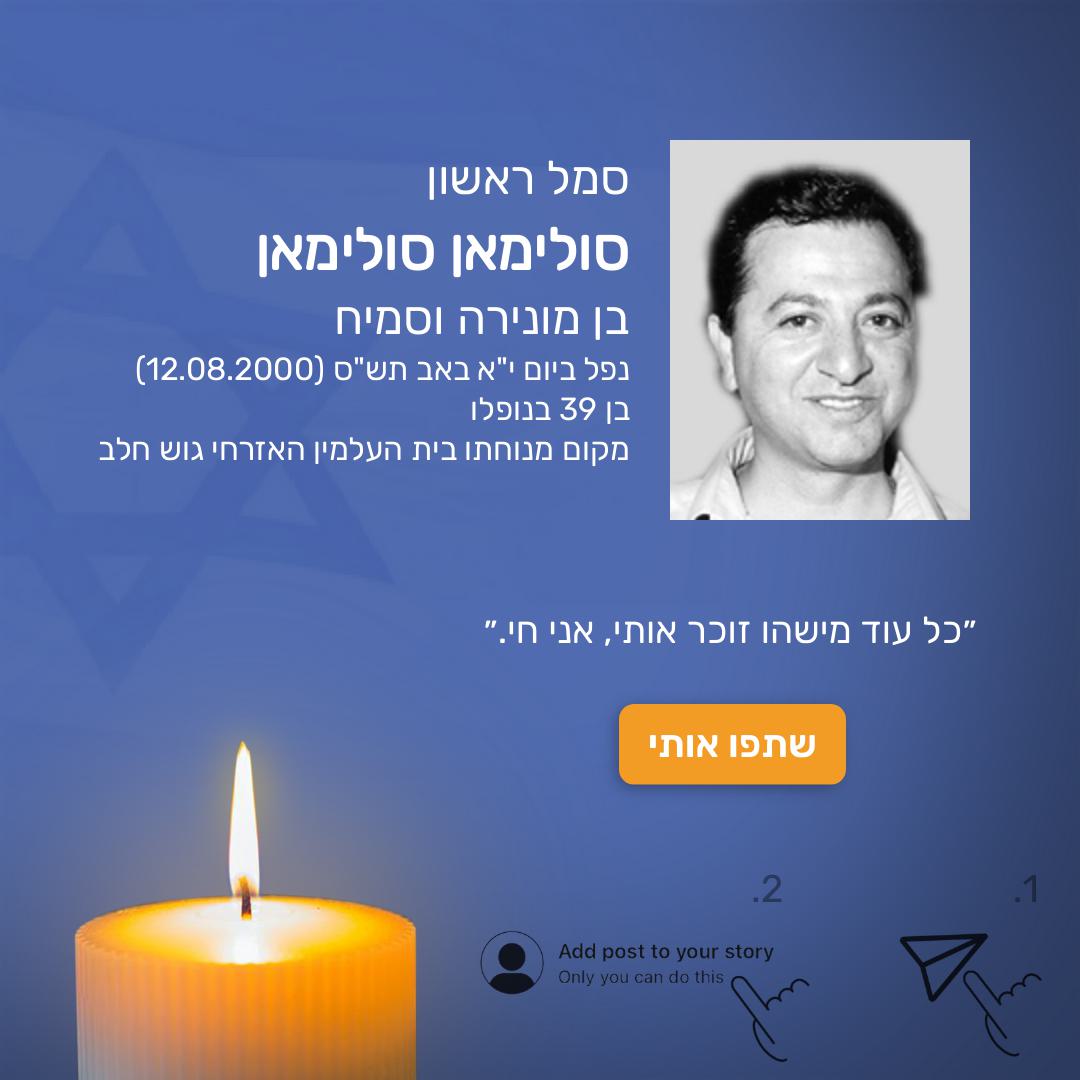 סמל ראשון
סולימאן סולימאן
בן מונירה וסמיח
נפל ביום י"א באב תש"ס (12.08.2000)
בן 39 בנופלו
מקום מנוחתו בית העלמין האזרחי גוש חלב
״כל עוד מישהו זוכר אותי, אני חי.״
שתפו אותי
1.
2.
Add post to your story
Only you can do this